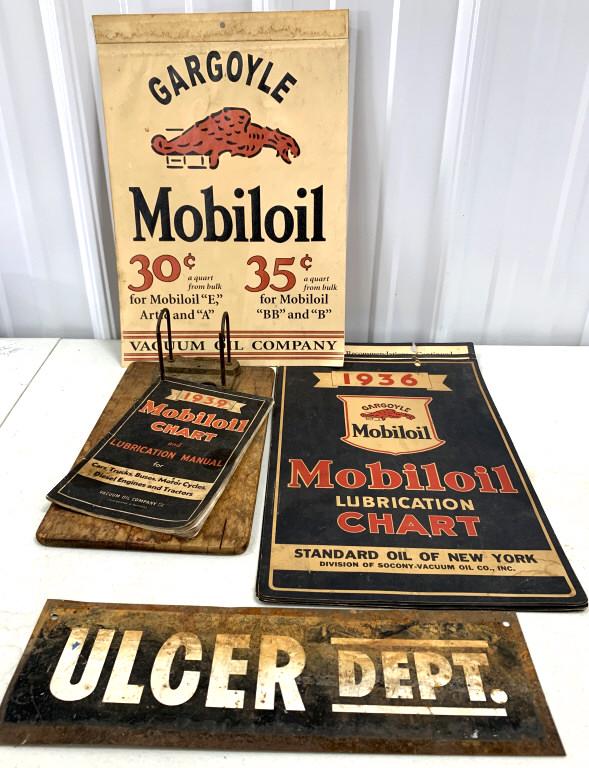 GARGOYLE
Mobiloil
30¢ a quart from bulk
for Mobiloil "E,"
Arctic and "A"
35¢ a quart from bulk
for Mobiloil
"BB" and "B"
VACUUM OIL COMPANY
1939
Mobiloil
CHART
and
LUBRICATION MANUAL
for
Cars, Trucks, Buses, Motor Cycles,
Diesel Engines and Tractors
VACUUM OIL COMPANY
1936
GARGOYLE
Mobiloil
Mobiloil
LUBRICATION
CHART
STANDARD OIL OF NEW YORK
DIVISION OF SOCONY-VACUUM OIL CO., INC.
ULCER DEPT.